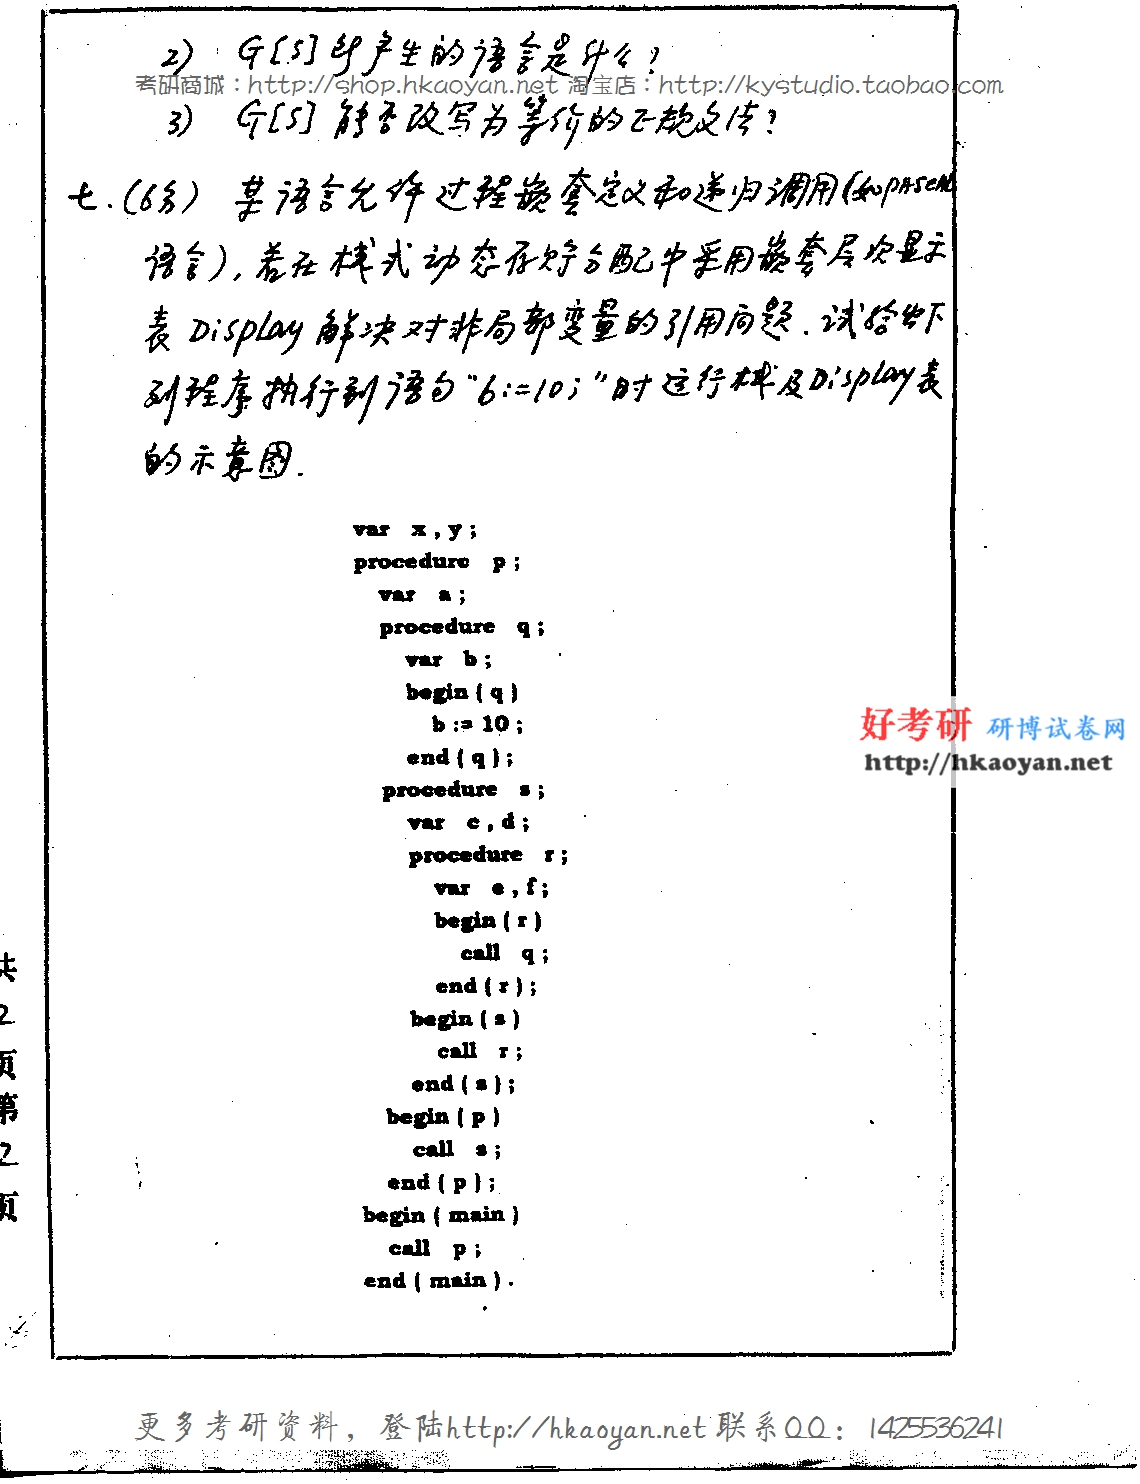 2) G[S]所产生的语言是什么?
考研商城:http://shop.hkaoyan.net 淘宝店:http://kystudio.taobao.com
3) G[S]能否改写为等价的正规文法?
七.(6分) 某语言允许过程嵌套定义和递归调用(如PASCAL
语言),若在栈式动态存贮分配中采用嵌套层次显示
表Display解决对非局部变量的引用问题.试给出下
列程序执行到语句"b:=10;"时运行栈及Display表
的示意图.
var x,y;
procedure p;
var a;
procedure q;
var b;
begin(q)
b:=10;
end(q);
procedure s;
var c,d;
procedure r;
var e,f;
begin(r)
call q;
end(r);
begin(s)
call r;
end(s);
begin(p)
call s;
end(p);
begin(main)
call p;
end(main).
好考研 研博试卷网
http://hkaoyan.net
共2页第2页
更多考研资料,登陆http://hkaoyan.net 联系QQ:1425536241